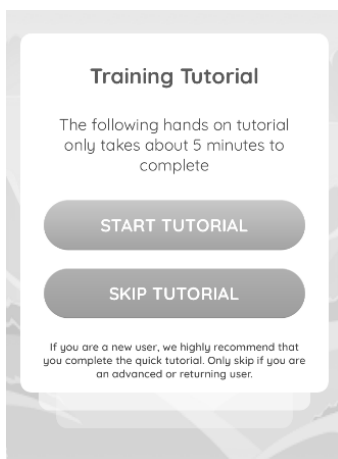 Training Tutorial
The following hands on tutorial
only takes about 5 minutes to
complete
START TUTORIAL
SKIP TUTORIAL
If you are a new user, we highly recommend that
you complete the quick tutorial. Only skip if you are
an advanced or returning user.